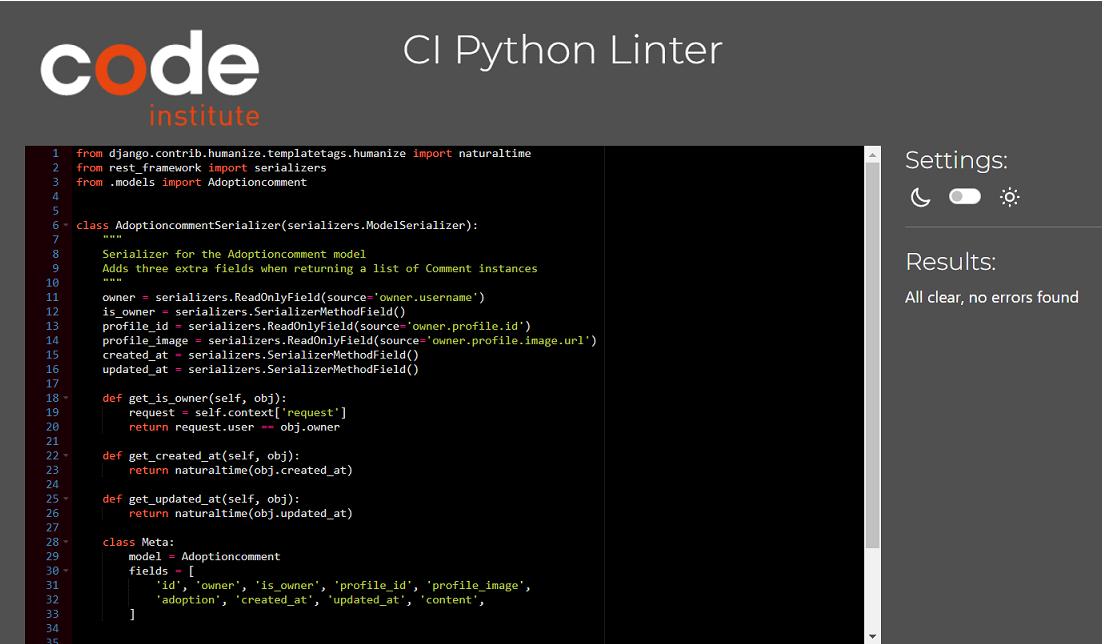 code
institute
CI Python Linter
1 from django.contrib.humanize.templatetags.humanize import naturaltime
2 from rest_framework import serializers
3 from .models import Adoptioncomment
4
5
6 class AdoptioncommentSerializer(serializers.ModelSerializer):
7     """
8     Serializer for the Adoptioncomment model
9     Adds three extra fields when returning a list of Comment instances
10     """
11     owner = serializers.ReadOnlyField(source='owner.username')
12     is_owner = serializers.SerializerMethodField()
13     profile_id = serializers.ReadOnlyField(source='owner.profile.id')
14     profile_image = serializers.ReadOnlyField(source='owner.profile.image.url')
15     created_at = serializers.SerializerMethodField()
16     updated_at = serializers.SerializerMethodField()
17
18     def get_is_owner(self, obj):
19         request = self.context['request']
20         return request.user == obj.owner
21
22     def get_created_at(self, obj):
23         return naturaltime(obj.created_at)
24
25     def get_updated_at(self, obj):
26         return naturaltime(obj.updated_at)
27
28     class Meta:
29         model = Adoptioncomment
30         fields = [
31             'id', 'owner', 'is_owner', 'profile_id', 'profile_image',
32             'adoption', 'created_at', 'updated_at', 'content',
33         ]
34
35
Settings:
Results:
All clear, no errors found